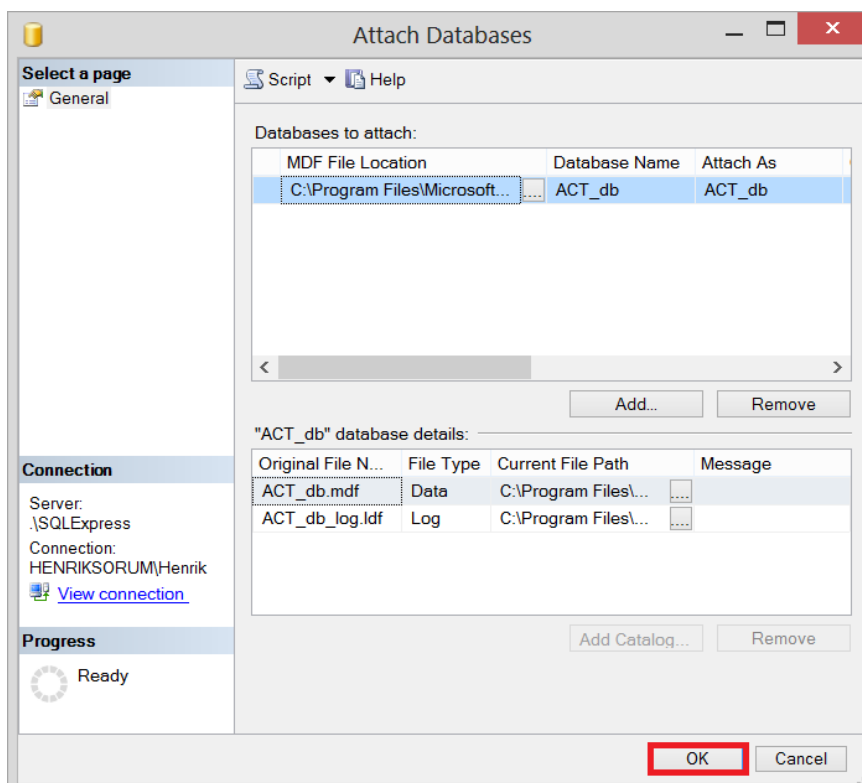 Attach Databases
Select a page
General
Script Help
Databases to attach:
MDF File Location Database Name Attach As
C:\Program Files\Microsoft... .... ACT_db ACT_db
Add... Remove
"ACT_db" database details:
Original File N... File Type Current File Path Message
ACT_db.mdf Data C:\Program Files\... ....
ACT_db_log.ldf Log C:\Program Files\... ....
Add Catalog... Remove
Connection
Server:
.\SQLExpress
Connection:
HENRIKSORUM\Henrik
View connection
Progress
Ready
OK Cancel